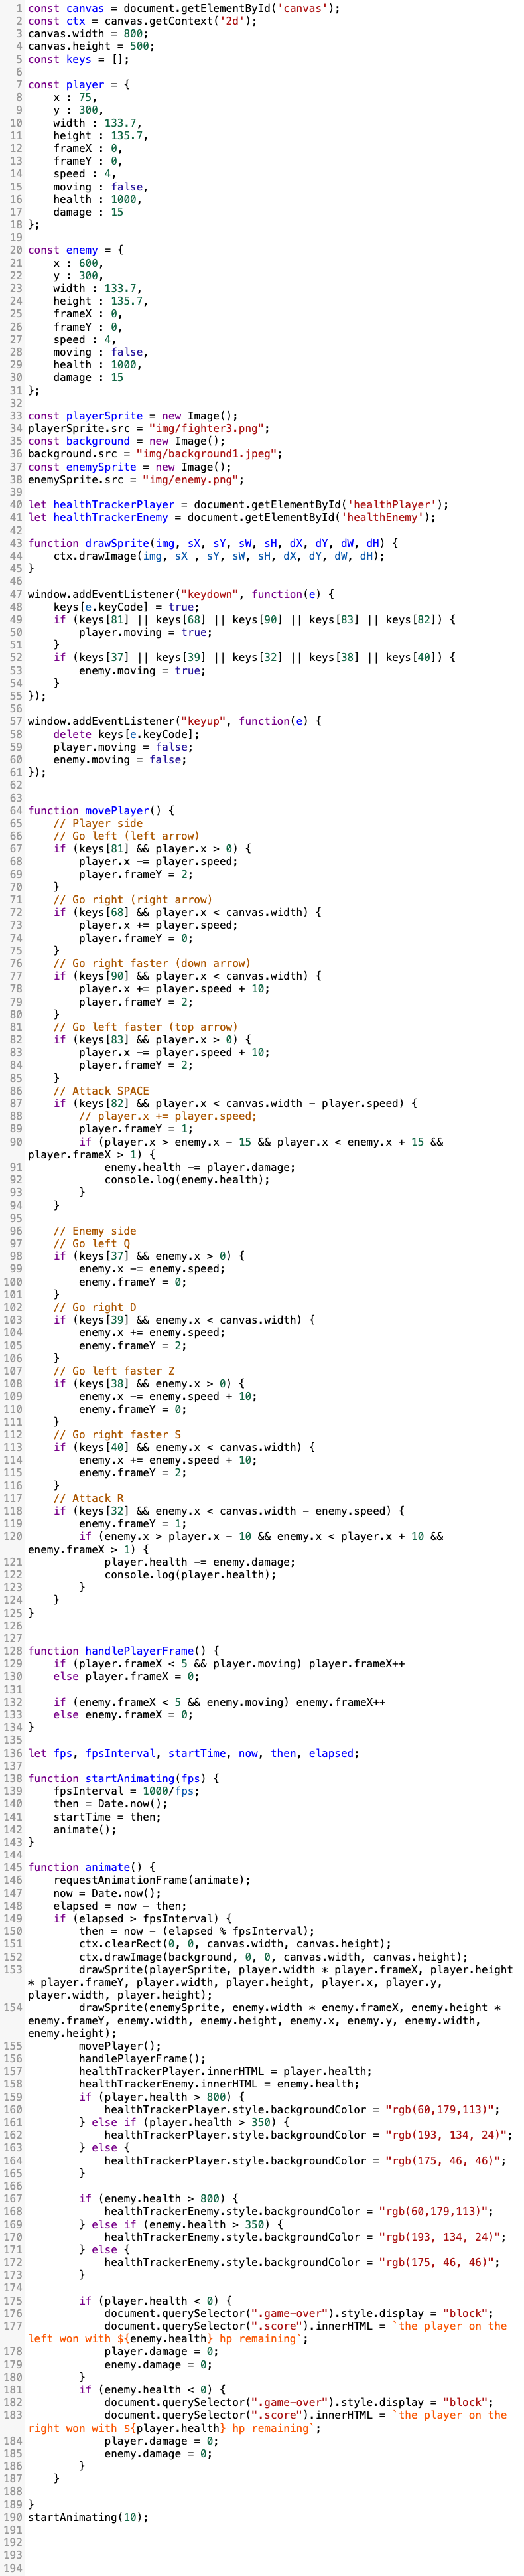 1 const canvas = document.getElementById('canvas');
2 const ctx = canvas.getContext('2d');
3 canvas.width = 800;
4 canvas.height = 500;
5 const keys = [];
6
7 const player = {
8     x : 75,
9     y : 300,
10     width : 133.7,
11     height : 135.7,
12     frameX : 0,
13     frameY : 0,
14     speed : 4,
15     moving : false,
16     health : 1000,
17     damage : 15
18 };
19
20 const enemy = {
21     x : 600,
22     y : 300,
23     width : 133.7,
24     height : 135.7,
25     frameX : 0,
26     frameY : 0,
27     speed : 4,
28     moving : false,
29     health : 1000,
30     damage : 15
31 };
32
33 const playerSprite = new Image();
34 playerSprite.src = "img/fighter3.png";
35 const background = new Image();
36 background.src = "img/background1.jpeg";
37 const enemySprite = new Image();
38 enemySprite.src = "img/enemy.png";
39
40 let healthTrackerPlayer = document.getElementById('healthPlayer');
41 let healthTrackerEnemy = document.getElementById('healthEnemy');
42
43 function drawSprite(img, sX, sY, sW, sH, dX, dY, dW, dH) {
44     ctx.drawImage(img, sX , sY, sW, sH, dX, dY, dW, dH);
45 }
46
47 window.addEventListener("keydown", function(e) {
48     keys[e.keyCode] = true;
49     if (keys[81] || keys[68] || keys[90] || keys[83] || keys[82]) {
50         player.moving = true;
51     }
52     if (keys[37] || keys[39] || keys[32] || keys[38] || keys[40]) {
53         enemy.moving = true;
54     }
55 });
56
57 window.addEventListener("keyup", function(e) {
58     delete keys[e.keyCode];
59     player.moving = false;
60     enemy.moving = false;
61 });
62
63
64 function movePlayer() {
65     // Player side
66     // Go left (left arrow)
67     if (keys[81] && player.x > 0) {
68         player.x -= player.speed;
69         player.frameY = 2;
70     }
71     // Go right (right arrow)
72     if (keys[68] && player.x < canvas.width) {
73         player.x += player.speed;
74         player.frameY = 0;
75     }
76     // Go right faster (down arrow)
77     if (keys[90] && player.x < canvas.width) {
78         player.x += player.speed + 10;
79         player.frameY = 2;
80     }
81     // Go left faster (top arrow)
82     if (keys[83] && player.x > 0) {
83         player.x -= player.speed + 10;
84         player.frameY = 2;
85     }
86     // Attack SPACE
87     if (keys[82] && player.x < canvas.width - player.speed) {
88         // player.x += player.speed;
89         player.frameY = 1;
90         if (player.x > enemy.x - 15 && player.x < enemy.x + 15 &&
player.frameX > 1) {
91             enemy.health -= player.damage;
92             console.log(enemy.health);
93         }
94     }
95
96     // Enemy side
97     // Go left Q
98     if (keys[37] && enemy.x > 0) {
99         enemy.x -= enemy.speed;
100         enemy.frameY = 0;
101     }
102     // Go right D
103     if (keys[39] && enemy.x < canvas.width) {
104         enemy.x += enemy.speed;
105         enemy.frameY = 2;
106     }
107     // Go left faster Z
108     if (keys[38] && enemy.x > 0) {
109         enemy.x -= enemy.speed + 10;
110         enemy.frameY = 0;
111     }
112     // Go right faster S
113     if (keys[40] && enemy.x < canvas.width) {
114         enemy.x += enemy.speed + 10;
115         enemy.frameY = 2;
116     }
117     // Attack R
118     if (keys[32] && enemy.x < canvas.width - enemy.speed) {
119         enemy.frameY = 1;
120         if (enemy.x > player.x - 10 && enemy.x < player.x + 10 &&
enemy.frameX > 1) {
121             player.health -= enemy.damage;
122             console.log(player.health);
123         }
124     }
125 }
126
127
128 function handlePlayerFrame() {
129     if (player.frameX < 5 && player.moving) player.frameX++
130     else player.frameX = 0;
131
132     if (enemy.frameX < 5 && enemy.moving) enemy.frameX++
133     else enemy.frameX = 0;
134 }
135
136 let fps, fpsInterval, startTime, now, then, elapsed;
137
138 function startAnimating(fps) {
139     fpsInterval = 1000/fps;
140     then = Date.now();
141     startTime = then;
142     animate();
143 }
144
145 function animate() {
146     requestAnimationFrame(animate);
147     now = Date.now();
148     elapsed = now - then;
149     if (elapsed > fpsInterval) {
150         then = now - (elapsed % fpsInterval);
151         ctx.clearRect(0, 0, canvas.width, canvas.height);
152         ctx.drawImage(background, 0, 0, canvas.width, canvas.height);
153         drawSprite(playerSprite, player.width * player.frameX, player.height
* player.frameY, player.width, player.height, player.x, player.y,
player.width, player.height);
154         drawSprite(enemySprite, enemy.width * enemy.frameX, enemy.height *
enemy.frameY, enemy.width, enemy.height, enemy.x, enemy.y, enemy.width,
enemy.height);
155         movePlayer();
156         handlePlayerFrame();
157         healthTrackerPlayer.innerHTML = player.health;
158         healthTrackerEnemy.innerHTML = enemy.health;
159         if (player.health > 800) {
160             healthTrackerPlayer.style.backgroundColor = "rgb(60,179,113)";
161         } else if (player.health > 350) {
162             healthTrackerPlayer.style.backgroundColor = "rgb(193, 134, 24)";
163         } else {
164             healthTrackerPlayer.style.backgroundColor = "rgb(175, 46, 46)";
165         }
166
167         if (enemy.health > 800) {
168             healthTrackerEnemy.style.backgroundColor = "rgb(60,179,113)";
169         } else if (enemy.health > 350) {
170             healthTrackerEnemy.style.backgroundColor = "rgb(193, 134, 24)";
171         } else {
172             healthTrackerEnemy.style.backgroundColor = "rgb(175, 46, 46)";
173         }
174
175         if (player.health < 0) {
176             document.querySelector(".game-over").style.display = "block";
177             document.querySelector(".score").innerHTML = `the player on the
left won with ${enemy.health} hp remaining`;
178             player.damage = 0;
179             enemy.damage = 0;
180         }
181         if (enemy.health < 0) {
182             document.querySelector(".game-over").style.display = "block";
183             document.querySelector(".score").innerHTML = `the player on the
right won with ${player.health} hp remaining`;
184             player.damage = 0;
185             enemy.damage = 0;
186         }
187     }
188
189 }
190 startAnimating(10);
191
192
193
194